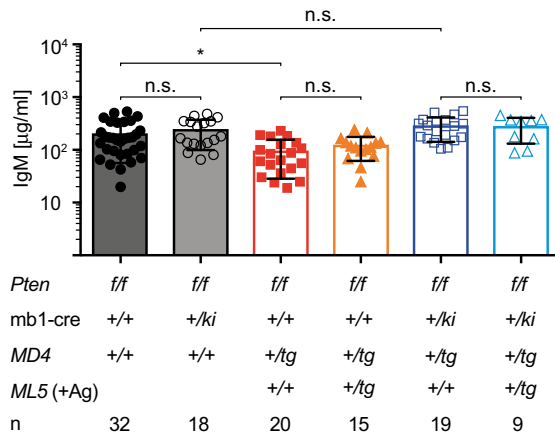 n.s.
*
n.s. n.s. n.s.
IgM [µg/ml]
10⁴
10³
10²
10
Pten f/f f/f f/f f/f f/f f/f
mb1-cre +/+ +/ki +/+ +/+ +/ki +/ki
MD4 +/+ +/+ +/tg +/tg +/tg +/tg
ML5 (+Ag) +/+ +/tg +/+ +/tg
n 32 18 20 15 19 9